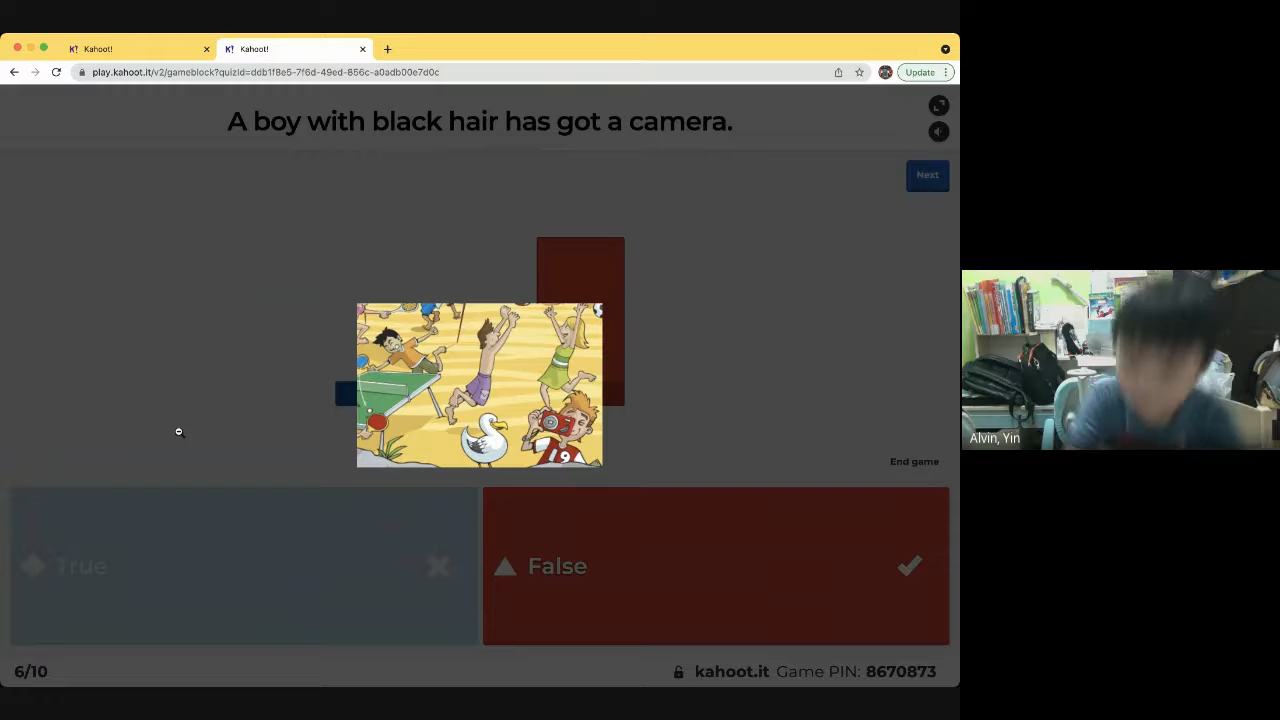 Kahoot!
Kahoot!
play.kahoot.it/v2/gameblock?quizId=ddb1f8e5-7f6d-49ed-856c-a0adb00e7d0c
Update
A boy with black hair has got a camera.
Next
19
End game
True
False
6/10
kahoot.it Game PIN: 8670873
Alvin, Yin